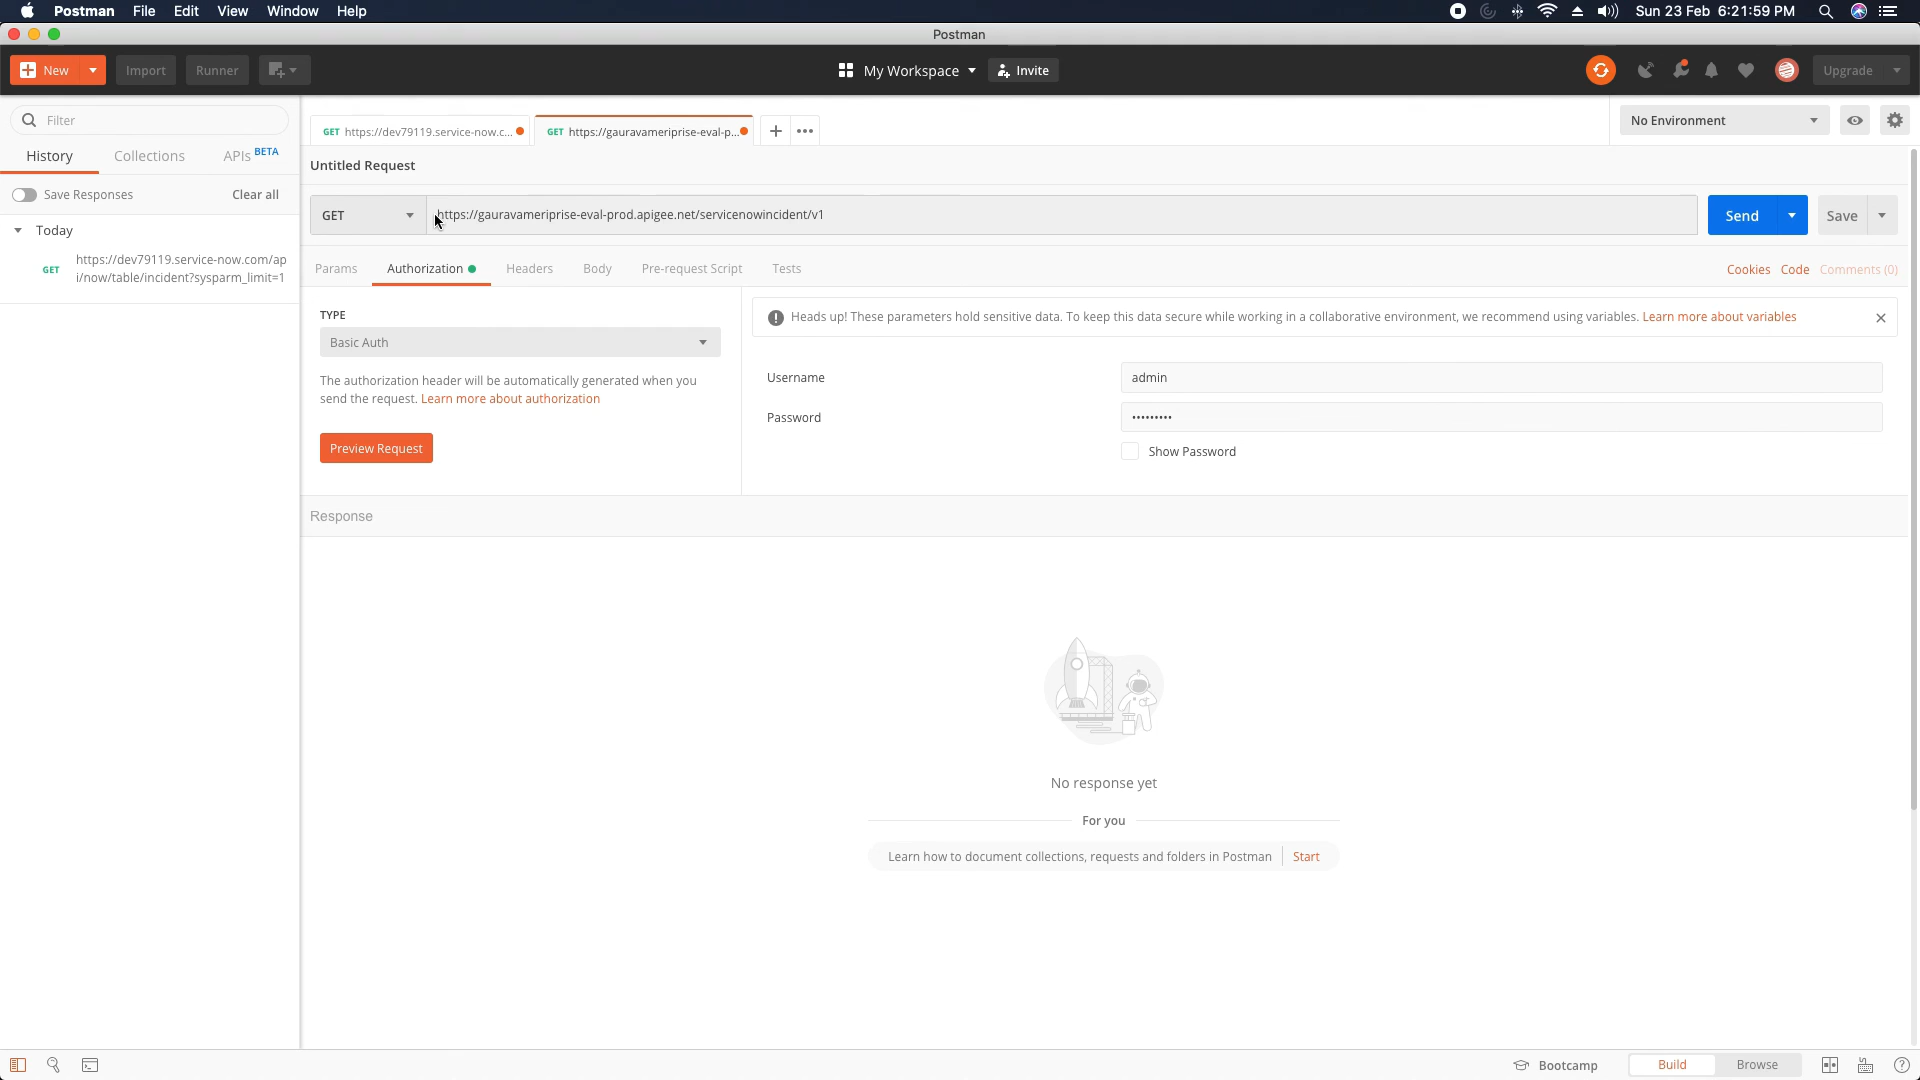 Postman File Edit View Window Help Sun 23 Feb 6:21:59 PM
Postman
New Import Runner My Workspace Invite Upgrade
Filter
GET https://dev79119.service-now.c... GET https://gauravameriprise-eval-p... No Environment
History Collections APIs BETA
Untitled Request
Save Responses Clear all
GET https://gauravameriprise-eval-prod.apigee.net/servicenowincident/v1 Send Save
Today
GET https://dev79119.service-now.com/ap
i/now/table/incident?sysparm_limit=1
Params Authorization Headers Body Pre-request Script Tests Cookies Code Comments (0)
TYPE
Basic Auth
The authorization header will be automatically generated when you
send the request. Learn more about authorization
Preview Request
Heads up! These parameters hold sensitive data. To keep this data secure while working in a collaborative environment, we recommend using variables. Learn more about variables
Username admin
Password •••••••••
Show Password
Response
No response yet
For you
Learn how to document collections, requests and folders in Postman Start
Bootcamp Build Browse